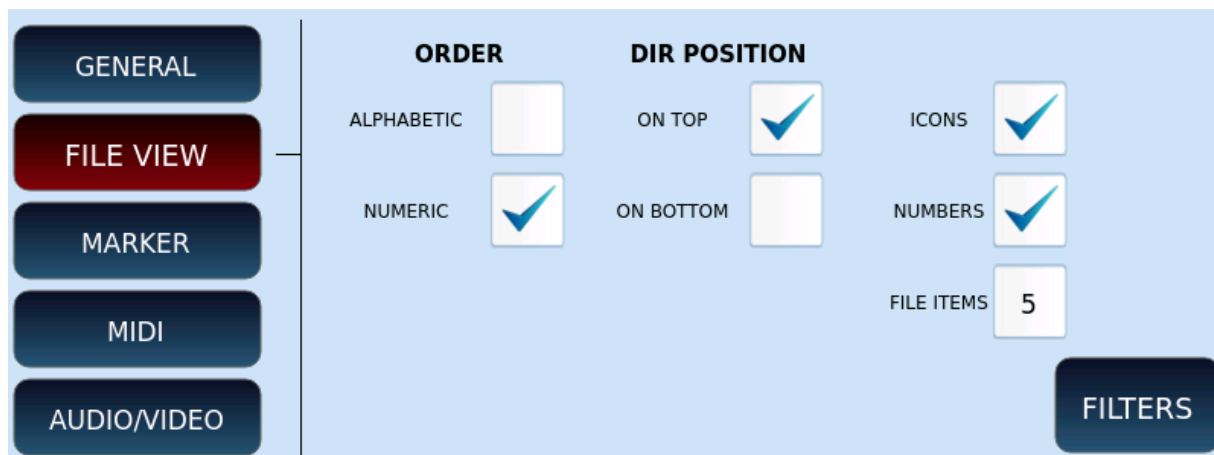 GENERAL
FILE VIEW
MARKER
MIDI
AUDIO/VIDEO
ORDER DIR POSITION
ALPHABETIC ON TOP ICONS
NUMERIC ON BOTTOM NUMBERS
FILE ITEMS 5
FILTERS